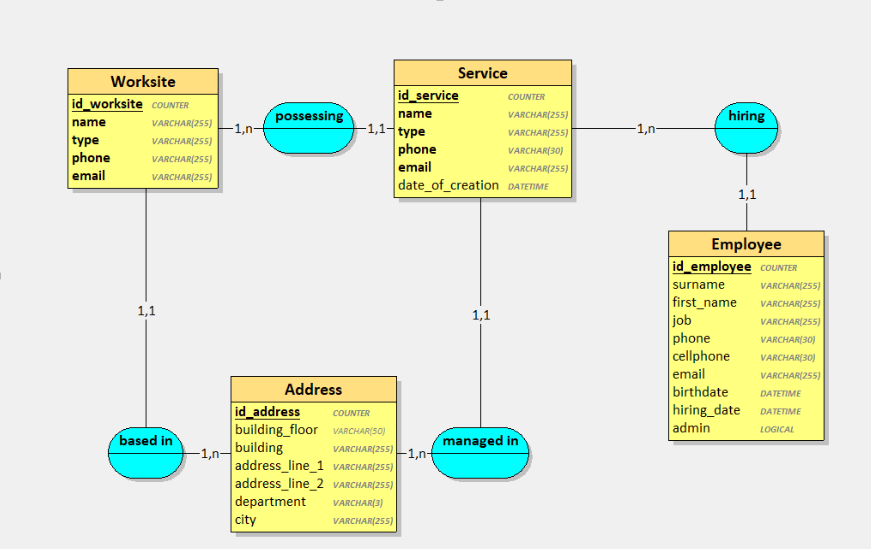 Worksite
id_worksite COUNTER
name VARCHAR(255)
type VARCHAR(255)
phone VARCHAR(255)
email VARCHAR(255)
1,n
possessing
1,1
Service
id_service COUNTER
name VARCHAR(255)
type VARCHAR(255)
phone VARCHAR(30)
email VARCHAR(255)
date_of_creation DATETIME
1,n
hiring
1,1
Employee
id_employee COUNTER
surname VARCHAR(255)
first_name VARCHAR(255)
job VARCHAR(255)
phone VARCHAR(30)
cellphone VARCHAR(30)
email VARCHAR(255)
birthdate DATETIME
hiring_date DATETIME
admin LOGICAL
1,1
1,1
based in
1,n
Address
id_address COUNTER
building_floor VARCHAR(50)
building VARCHAR(255)
address_line_1 VARCHAR(255)
address_line_2 VARCHAR(255)
department VARCHAR(3)
city VARCHAR(255)
1,n
managed in